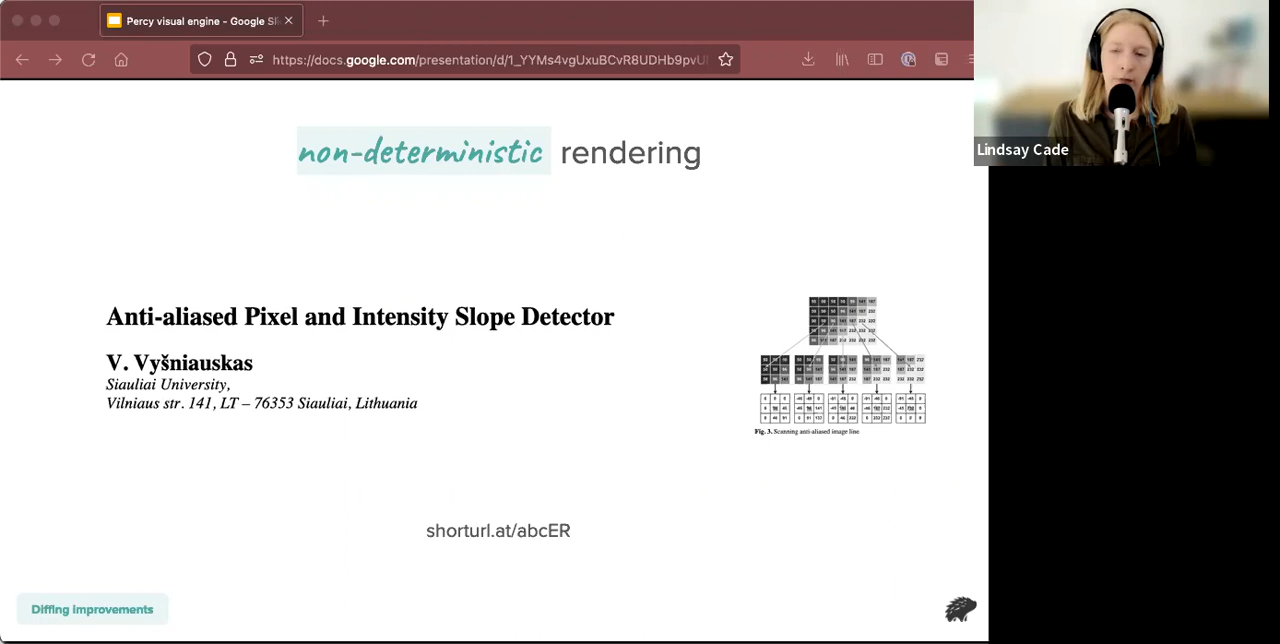 Percy visual engine - Google Sl
https://docs.google.com/presentation/d/1_YYMs4vgUxuBCvR8UDHb9pvU
Lindsay Cade
non-deterministic rendering
Anti-aliased Pixel and Intensity Slope Detector
V. Vyšniauskas
Siauliai University,
Vilniaus str. 141, LT – 76353 Siauliai, Lithuania
Fig. 3. Scanning anti-aliased image line
shorturl.at/abcER
Diffing improvements